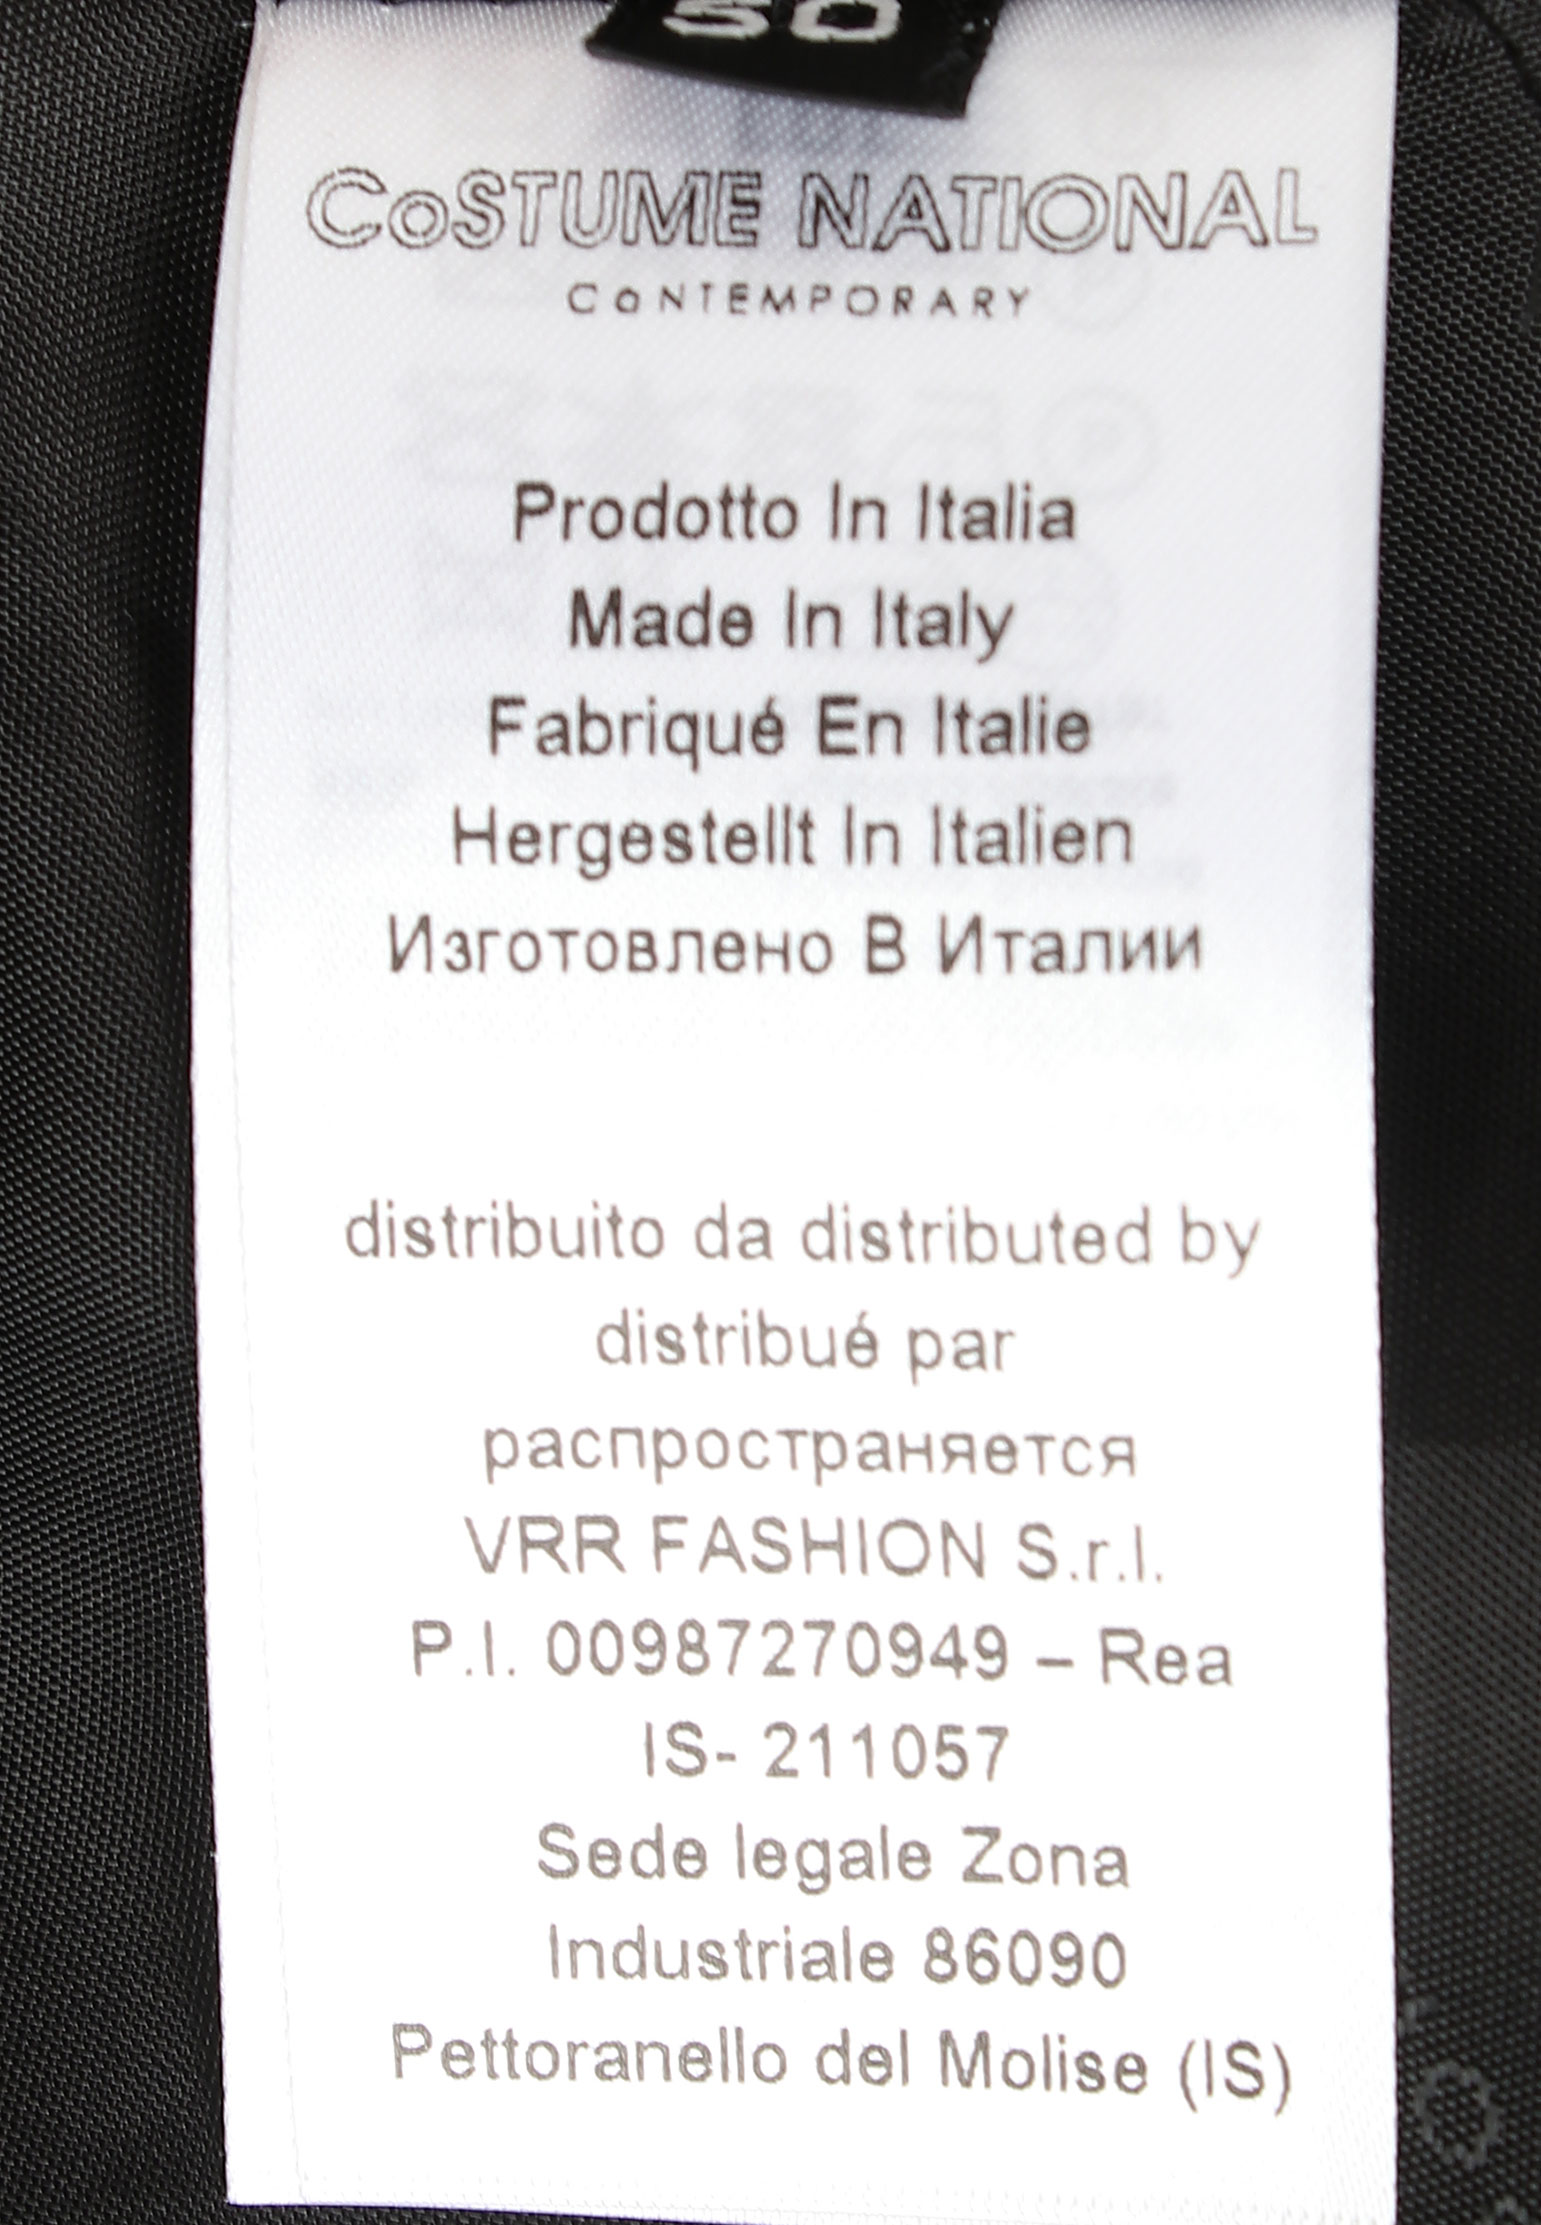 50
CoSTUME NATIONAL
CoNTEMPORARY
Prodotto In Italia
Made In Italy
Fabriqué En Italie
Hergestellt In Italien
Изготовлено В Италии
distribuito da distributed by
distribué par
распространяется
VRR FASHION S.r.l.
P.I. 00987270949 – Rea
IS- 211057
Sede legale Zona
Industriale 86090
Pettoranello del Molise (IS)